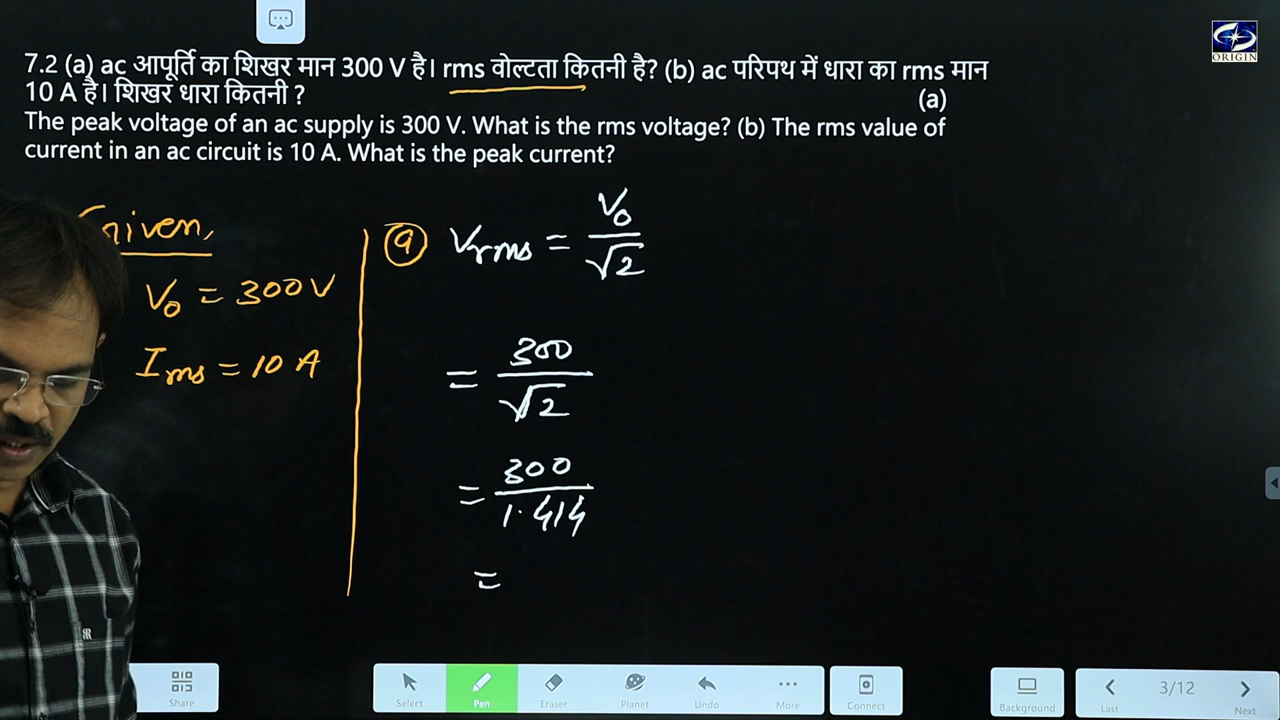 ORIGIN
7.2 (a) ac आपूर्ति का शिखर मान 300 V है। rms वोल्टता कितनी है? (b) ac परिपथ में धारा का rms मान
10 A है। शिखर धारा कितनी ?
(a)
The peak voltage of an ac supply is 300 V. What is the rms voltage? (b) The rms value of
current in an ac circuit is 10 A. What is the peak current?
Given,
V₀ = 300V
Iᵣₘₛ = 10 A
(a) Vrms = V₀/√2
= 300/√2
= 300/1.414
=
Share
Select
Pen
Eraser
Planet
Undo
More
Connect
Background
Last
3/12
Next